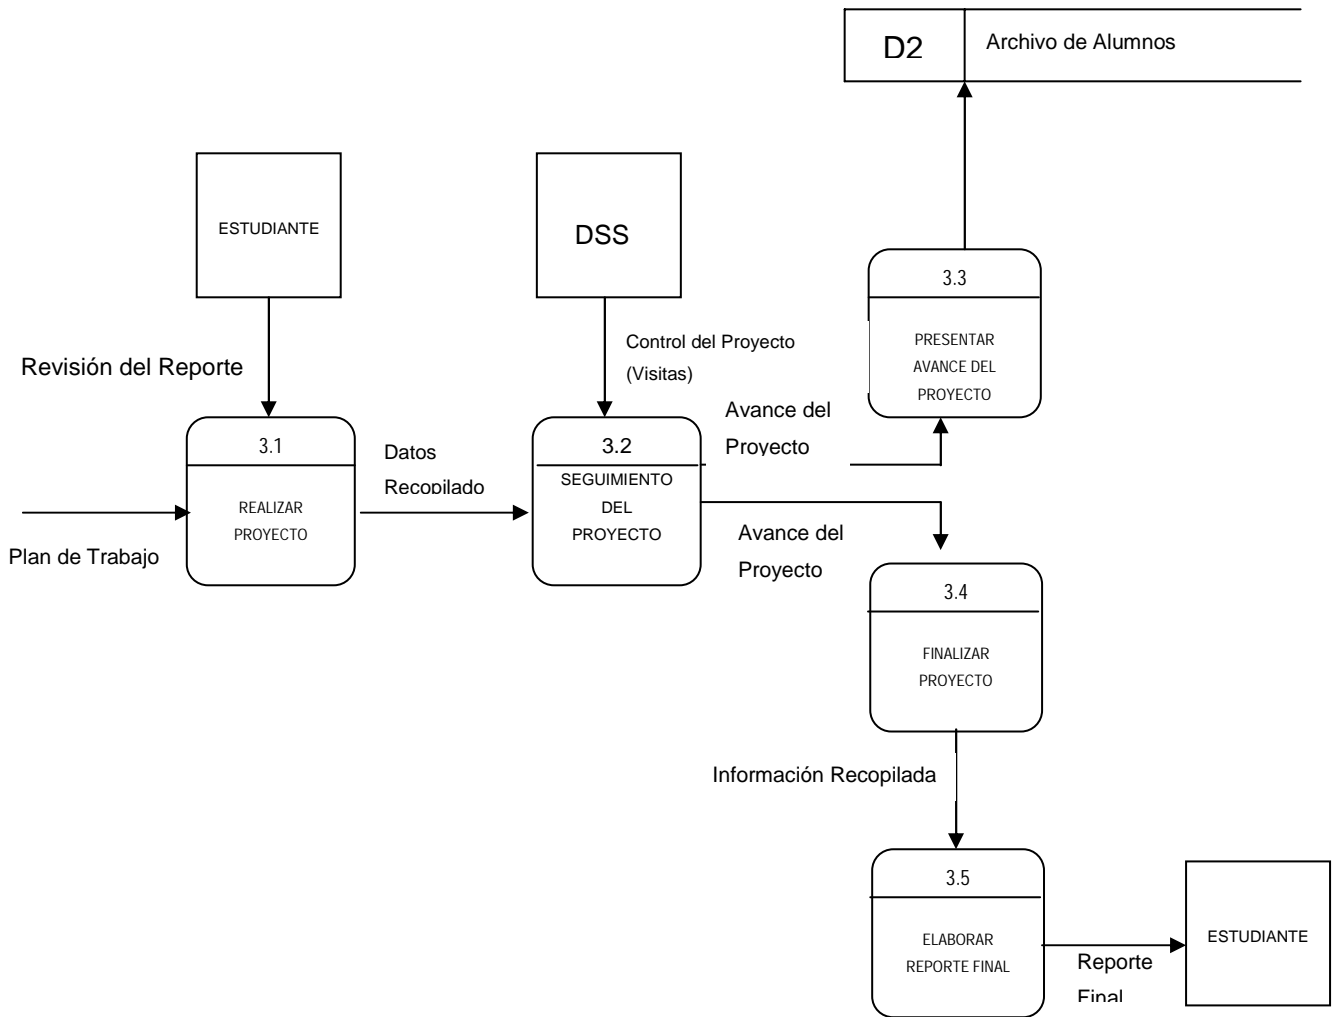 D2
Archivo de Alumnos
ESTUDIANTE
DSS
3.3
PRESENTAR
AVANCE DEL
PROYECTO
Control del Proyecto
(Visitas)
Revisión del Reporte
Avance del
Proyecto
3.1
REALIZAR
PROYECTO
Datos
Recopilado
3.2
SEGUIMIENTO
DEL
PROYECTO
Plan de Trabajo
Avance del
Proyecto
3.4
FINALIZAR
PROYECTO
Información Recopilada
3.5
ELABORAR
REPORTE FINAL
Reporte
Final
ESTUDIANTE